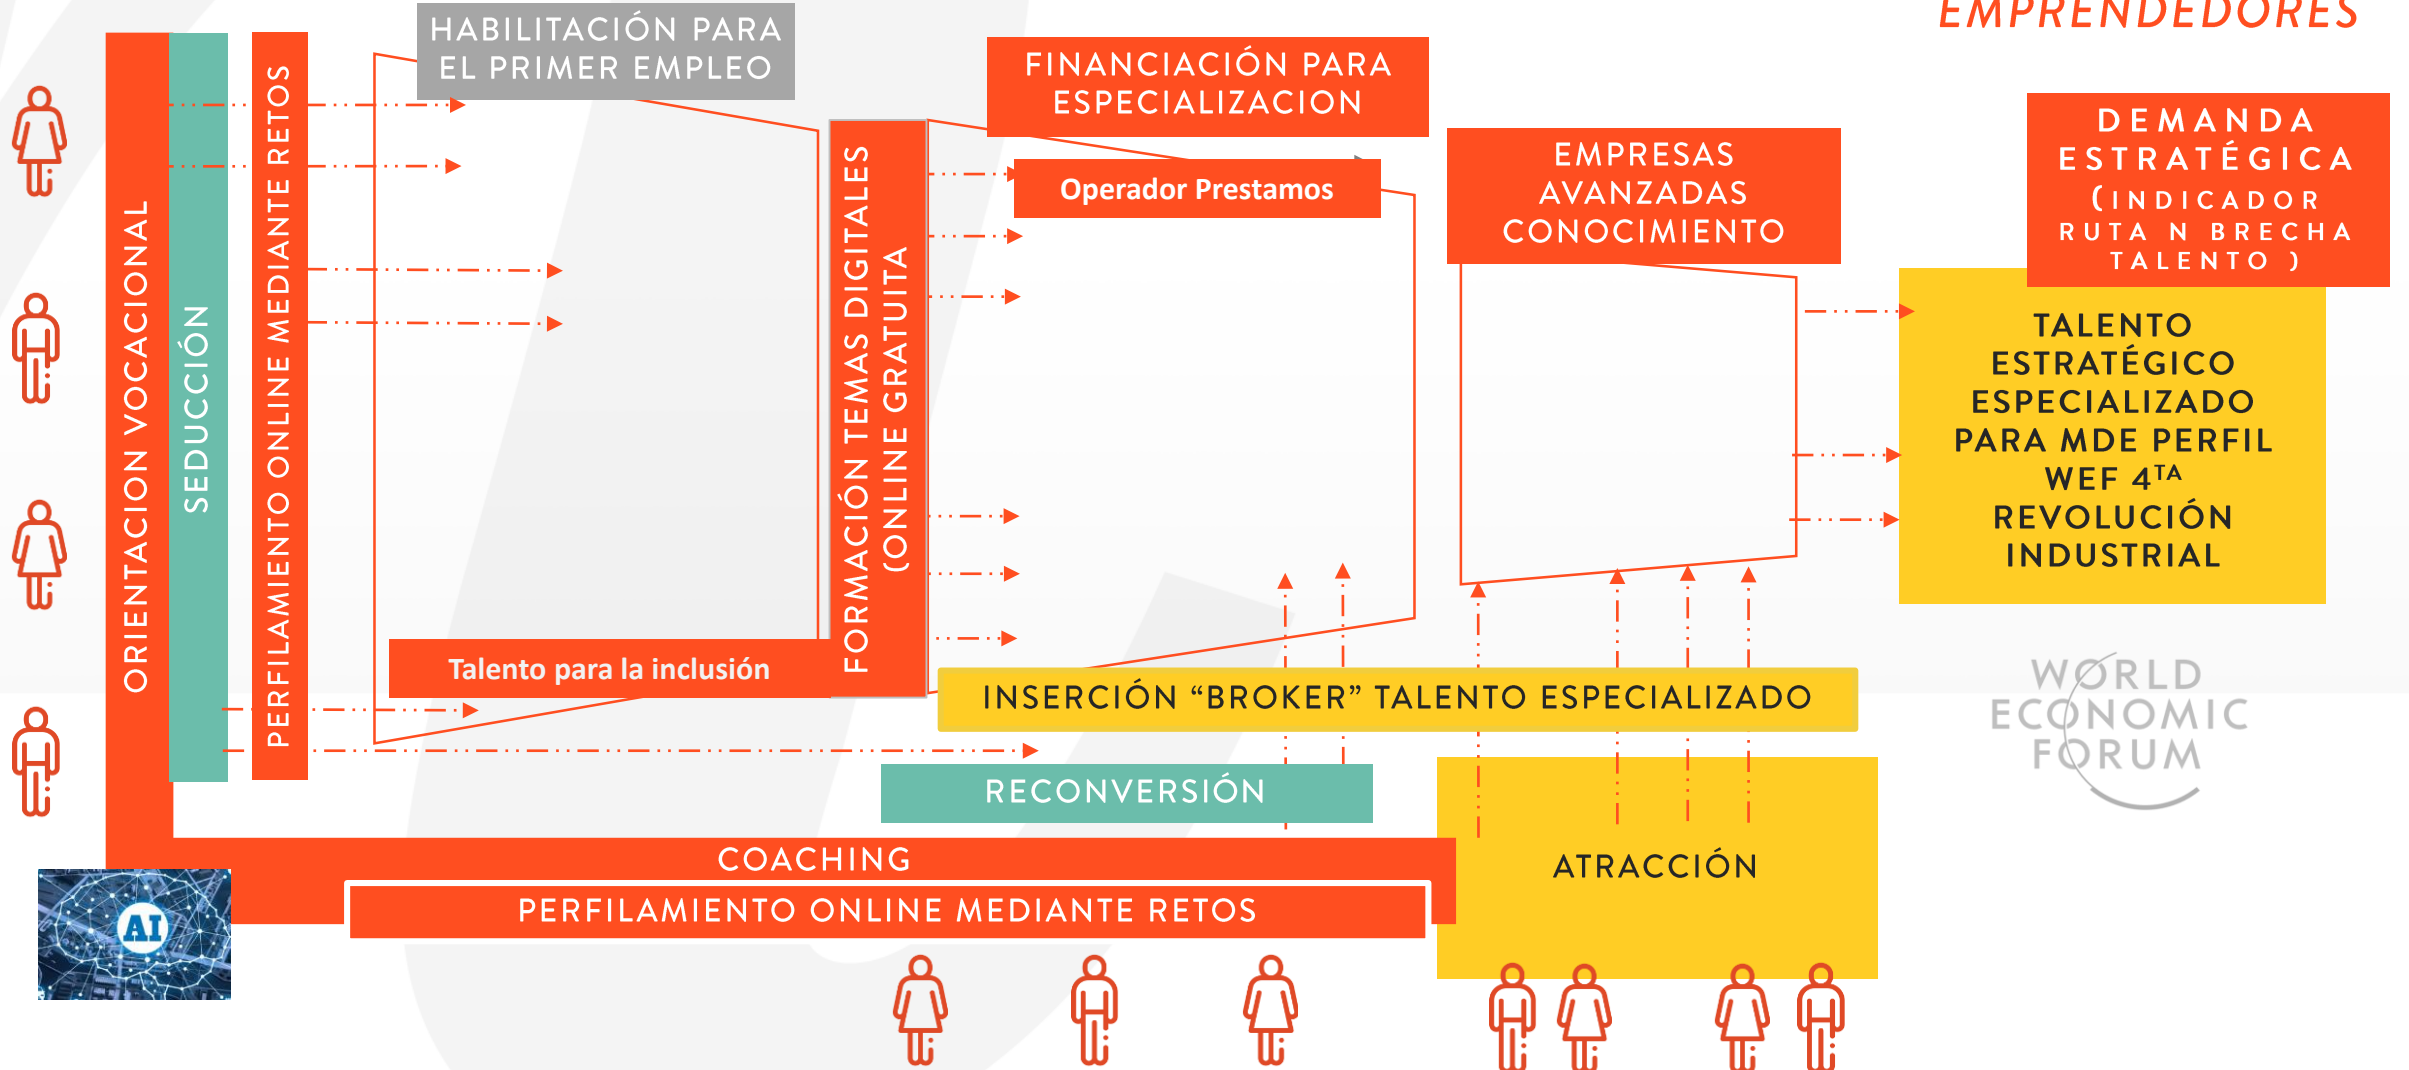 EMPRENDEDORES
HABILITACIÓN PARA
EL PRIMER EMPLEO
FINANCIACIÓN PARA
ESPECIALIZACION
Operador Prestamos
EMPRESAS
AVANZADAS
CONOCIMIENTO
DEMANDA
ESTRATÉGICA
(INDICADOR
RUTA N BRECHA
TALENTO )
ORIENTACION VOCACIONAL
SEDUCCIÓN
PERFILAMIENTO ONLINE MEDIANTE RETOS
FORMACIÓN TEMAS DIGITALES
(ONLINE GRATUITA
TALENTO
ESTRATÉGICO
ESPECIALIZADO
PARA MDE PERFIL
WEF 4TA
REVOLUCIÓN
INDUSTRIAL
Talento para la inclusión
INSERCIÓN “BROKER” TALENTO ESPECIALIZADO
WORLD
ECONOMIC
FORUM
RECONVERSIÓN
COACHING
ATRACCIÓN
PERFILAMIENTO ONLINE MEDIANTE RETOS
AI